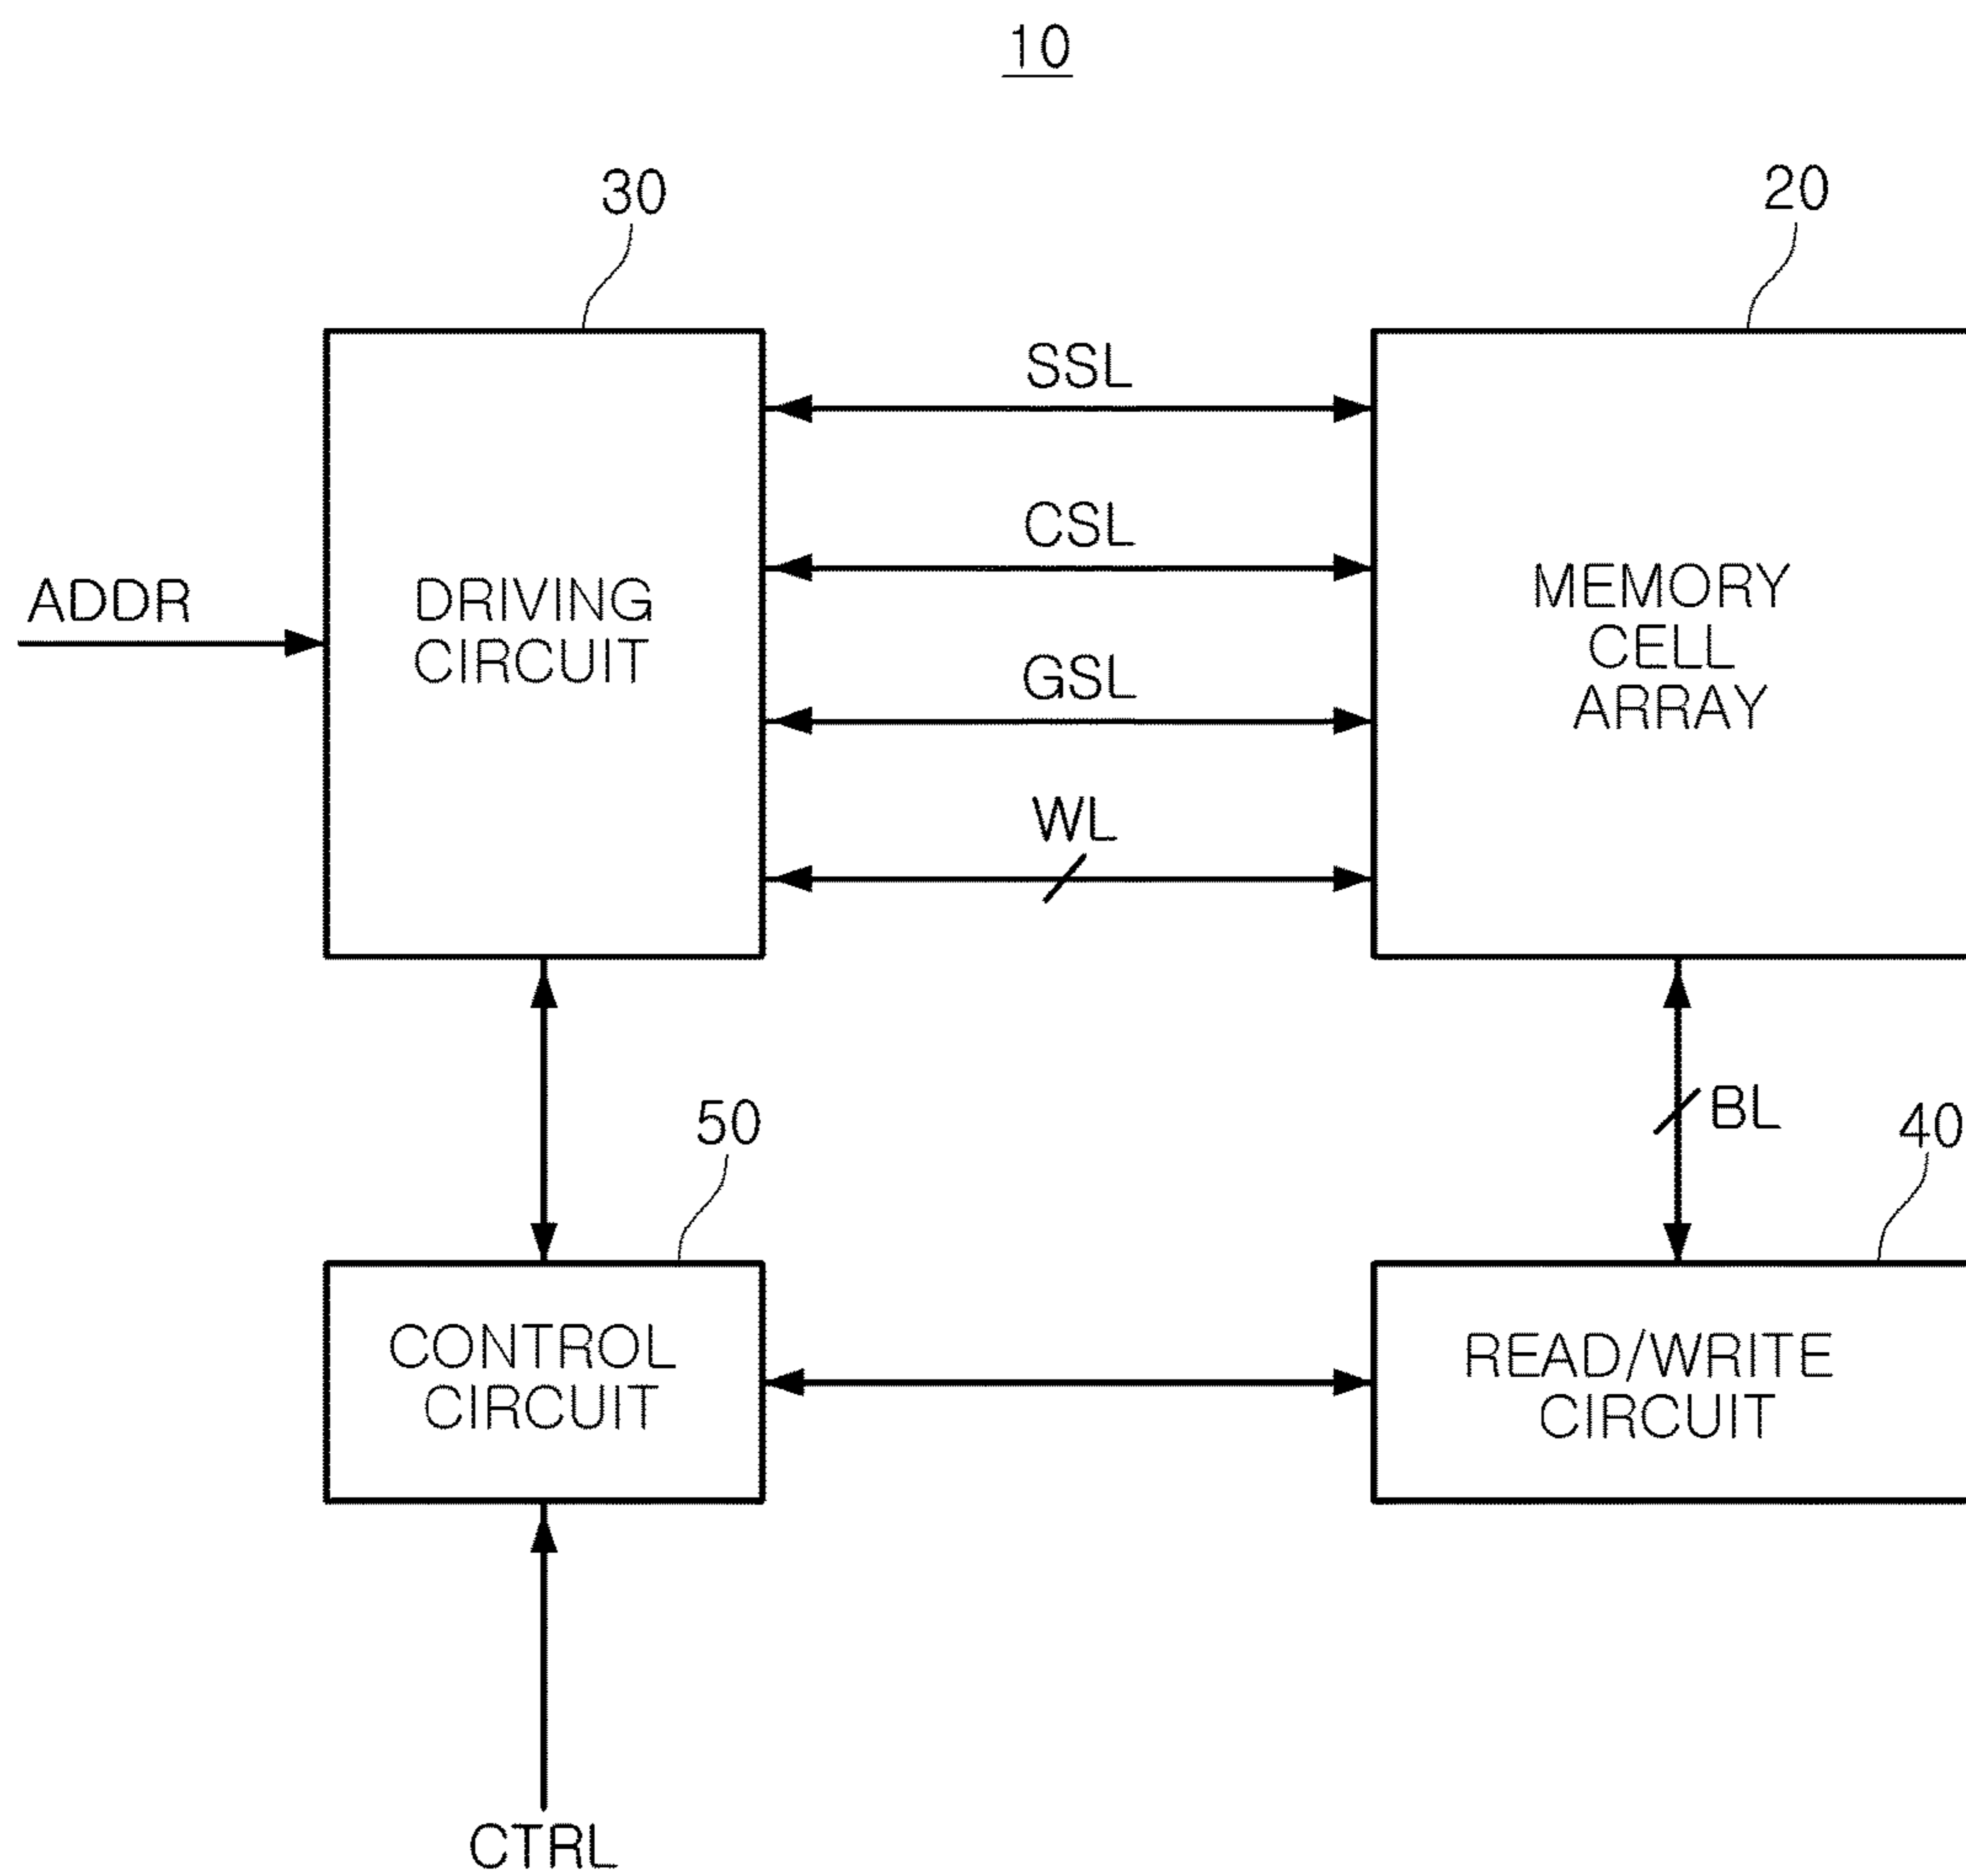 10
30
20
SSL
CSL
ADDR
DRIVING
CIRCUIT
MEMORY
CELL
ARRAY
GSL
WL
BL
50
40
CONTROL
CIRCUIT
READ/WRITE
CIRCUIT
CTRL